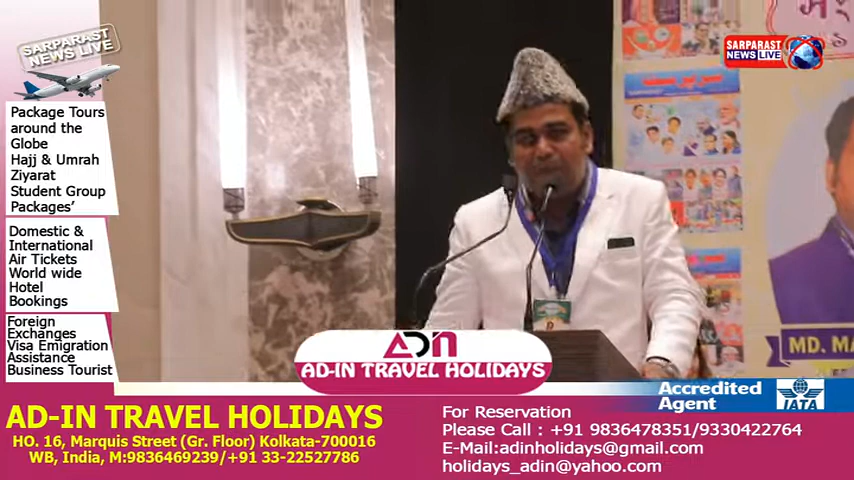 SARPARAST
NEWS LIVE
Package Tours
around the
Globe
Hajj & Umrah
Ziyarat
Student Group
Packages’
Domestic &
International
Air Tickets
World wide
Hotel
Bookings
Foreign
Exchanges
Visa Emigration
Assistance
Business Tourist
SARPARAST
NEWS LIVE
MD. MA
ADIN
AD-IN TRAVEL HOLIDAYS
Accredited
Agent
IATA
AD-IN TRAVEL HOLIDAYS
HO. 16, Marquis Street (Gr. Floor) Kolkata-700016
WB, India, M:9836469239/+91 33-22527786
For Reservation
Please Call : +91 9836478351/9330422764
E-Mail:adinholidays@gmail.com
holidays_adin@yahoo.com